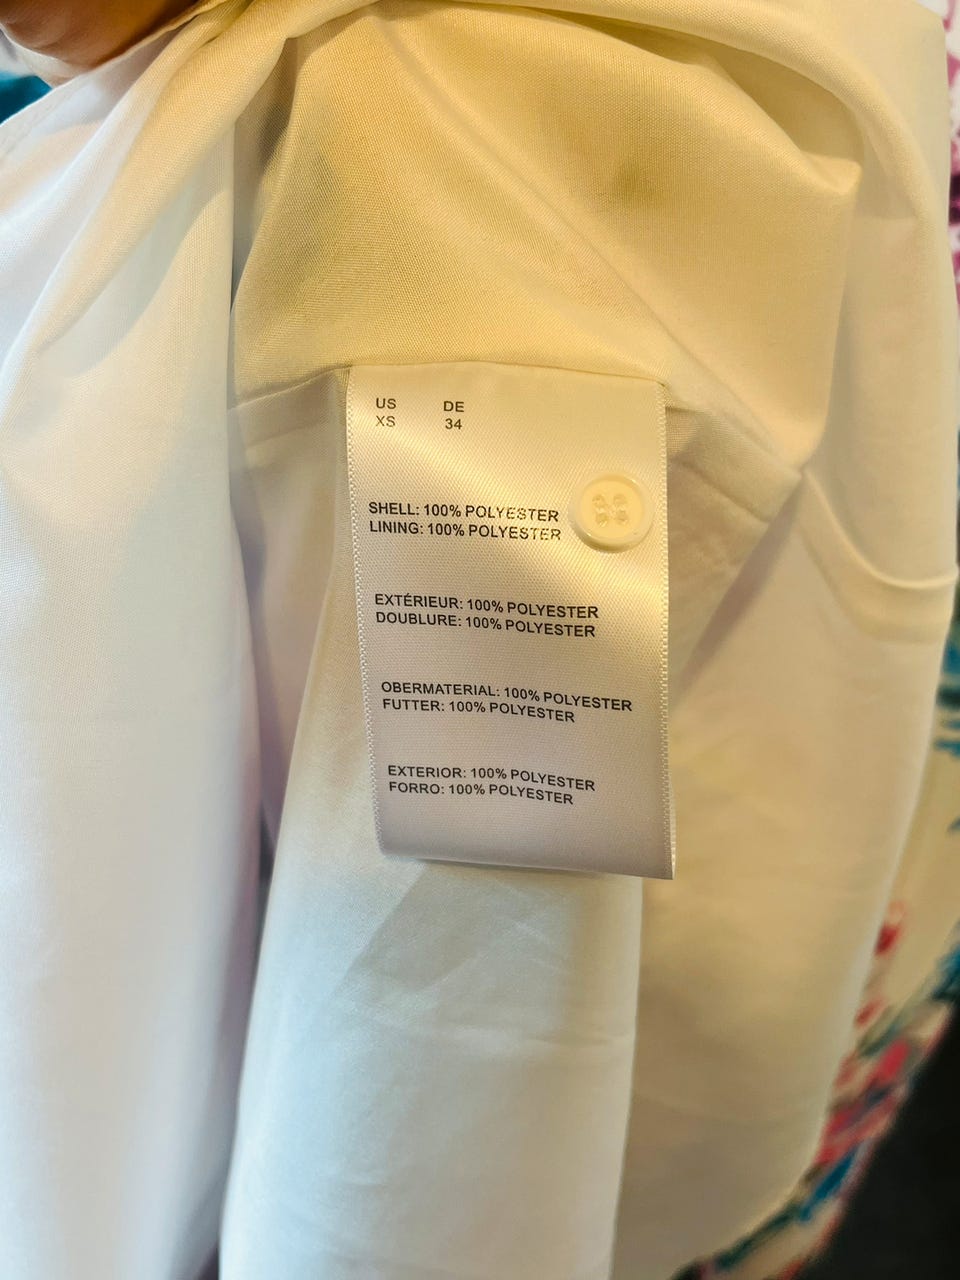 US DE
XS 34
SHELL: 100% POLYESTER
LINING: 100% POLYESTER
EXTÉRIEUR: 100% POLYESTER
DOUBLURE: 100% POLYESTER
OBERMATERIAL: 100% POLYESTER
FUTTER: 100% POLYESTER
EXTERIOR: 100% POLYESTER
FORRO: 100% POLYESTER